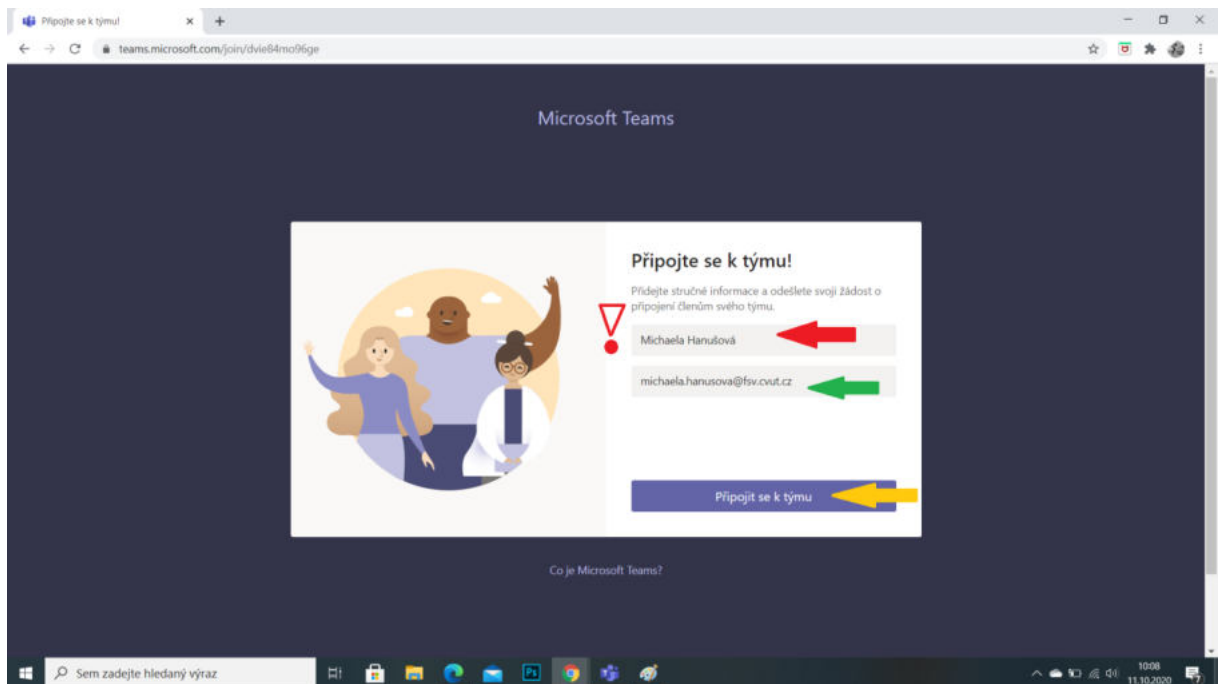 Připojte se k týmu!
teams.microsoft.com/join/dvie84mo96ge
Microsoft Teams
Připojte se k týmu!
Přidejte stručné informace a odešlete svoji žádost o
připojení členům svého týmu.
Michaela Hanušová
michaela.hanusova@fsv.cvut.cz
Připojit se k týmu
Co je Microsoft Teams?
Sem zadejte hledaný výraz
Ps
10:08
11.10.2020